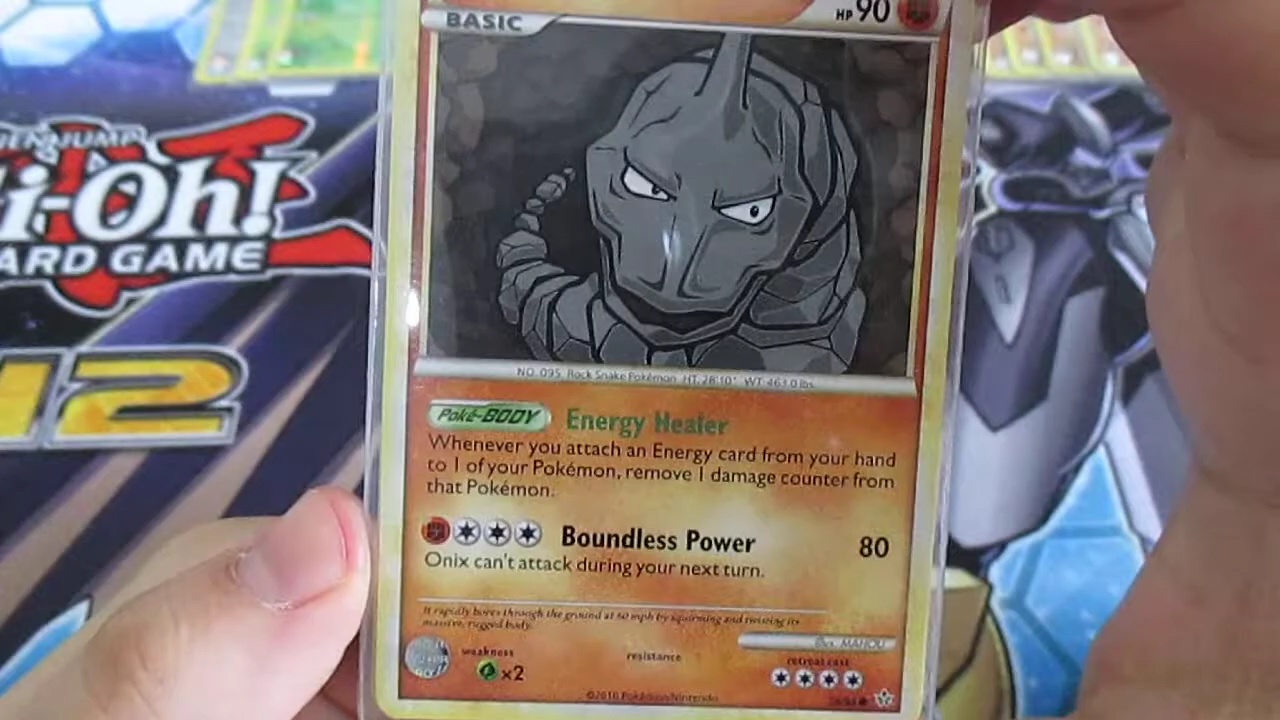 BASIC
HP 90
i-Oh!
ARD GAME
12
NO. 095 Rock Snake Pokémon HT. 28'10" WT. 463.0 lbs.
Poké-BODY Energy Healer
Whenever you attach an Energy card from your hand
to 1 of your Pokémon, remove 1 damage counter from
that Pokémon.
Boundless Power 80
Onix can't attack during your next turn.
It rapidly bores through the ground at 50 mph by squirming and twisting its
massive, rugged body.
Illus. MAHOU
weakness
resistance
retreat cost
×2
©2010 Pokémon/Nintendo